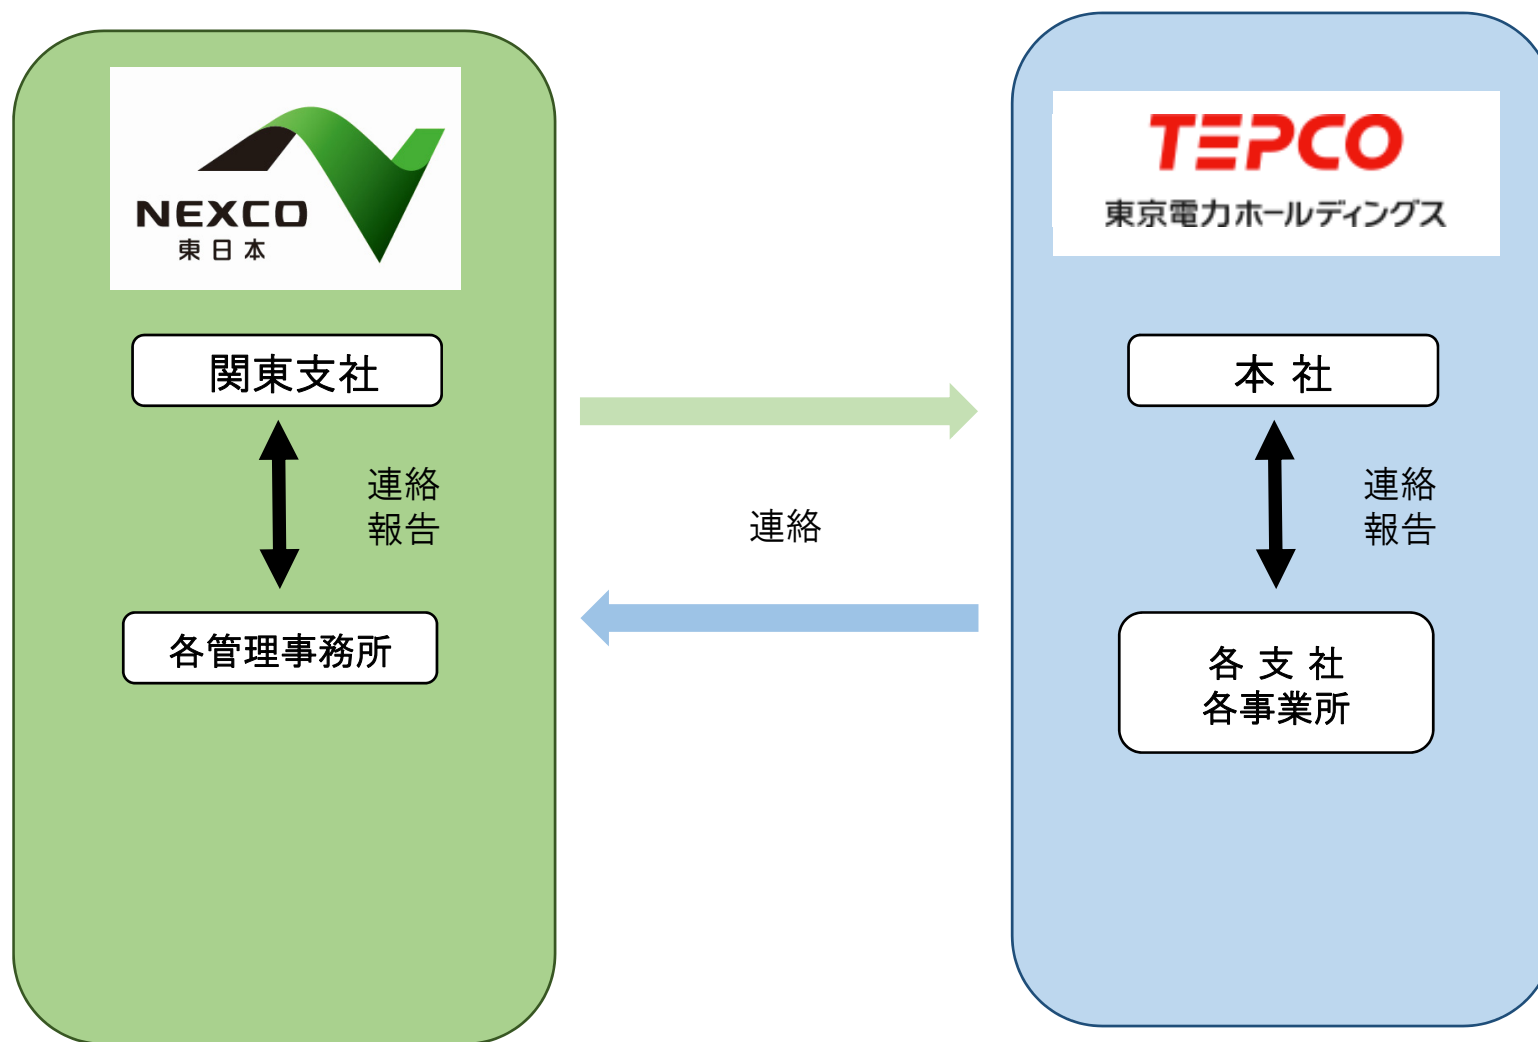 NEXCO
東日本
関東支社
連絡
報告
各管理事務所
連絡
TEPCO
東京電力ホールディングス
本 社
連絡
報告
各 支 社
各事業所